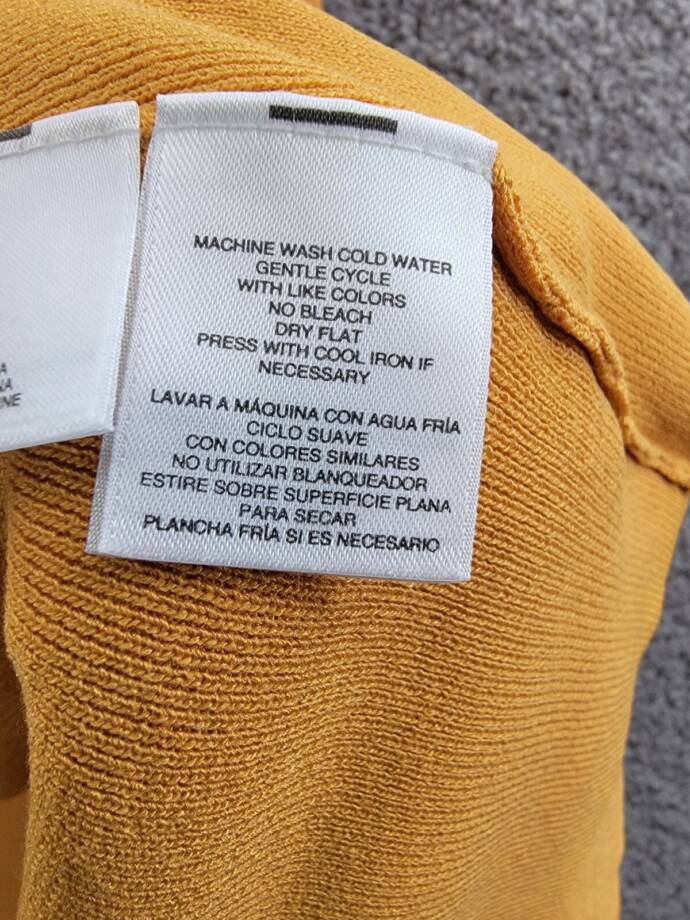 MACHINE WASH COLD WATER
GENTLE CYCLE
WITH LIKE COLORS
NO BLEACH
DRY FLAT
PRESS WITH COOL IRON IF
NECESSARY
LAVAR A MÁQUINA CON AGUA FRÍA
CICLO SUAVE
CON COLORES SIMILARES
NO UTILIZAR BLANQUEADOR
ESTIRE SOBRE SUPERFICIE PLANA
PARA SECAR
PLANCHA FRÍA SI ES NECESARIO